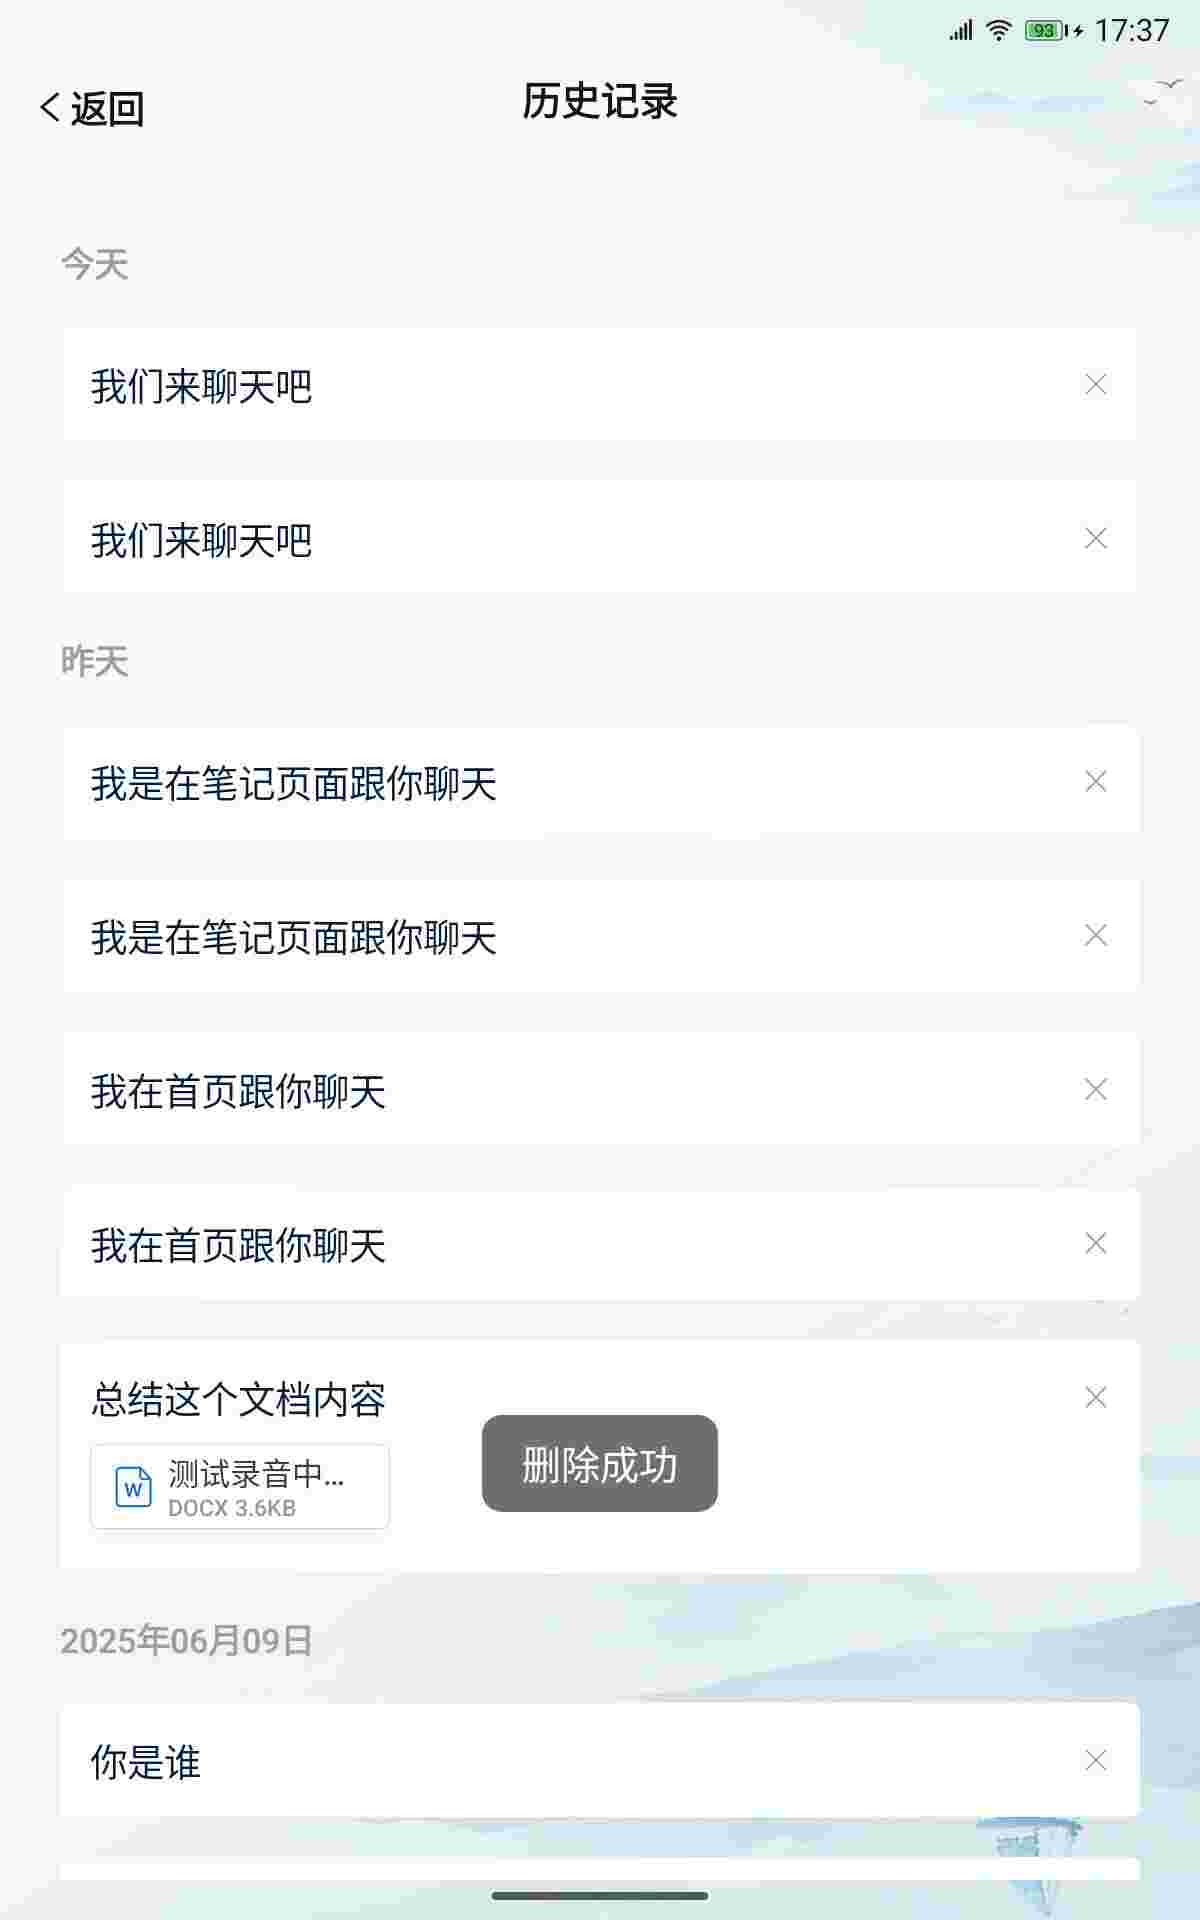 93 17:37
返回
历史记录
今天
我们来聊天吧
我们来聊天吧
昨天
我是在笔记页面跟你聊天
我是在笔记页面跟你聊天
我在首页跟你聊天
我在首页跟你聊天
总结这个文档内容
W
测试录音中...
DOCX 3.6KB
删除成功
2025年06月09日
你是谁